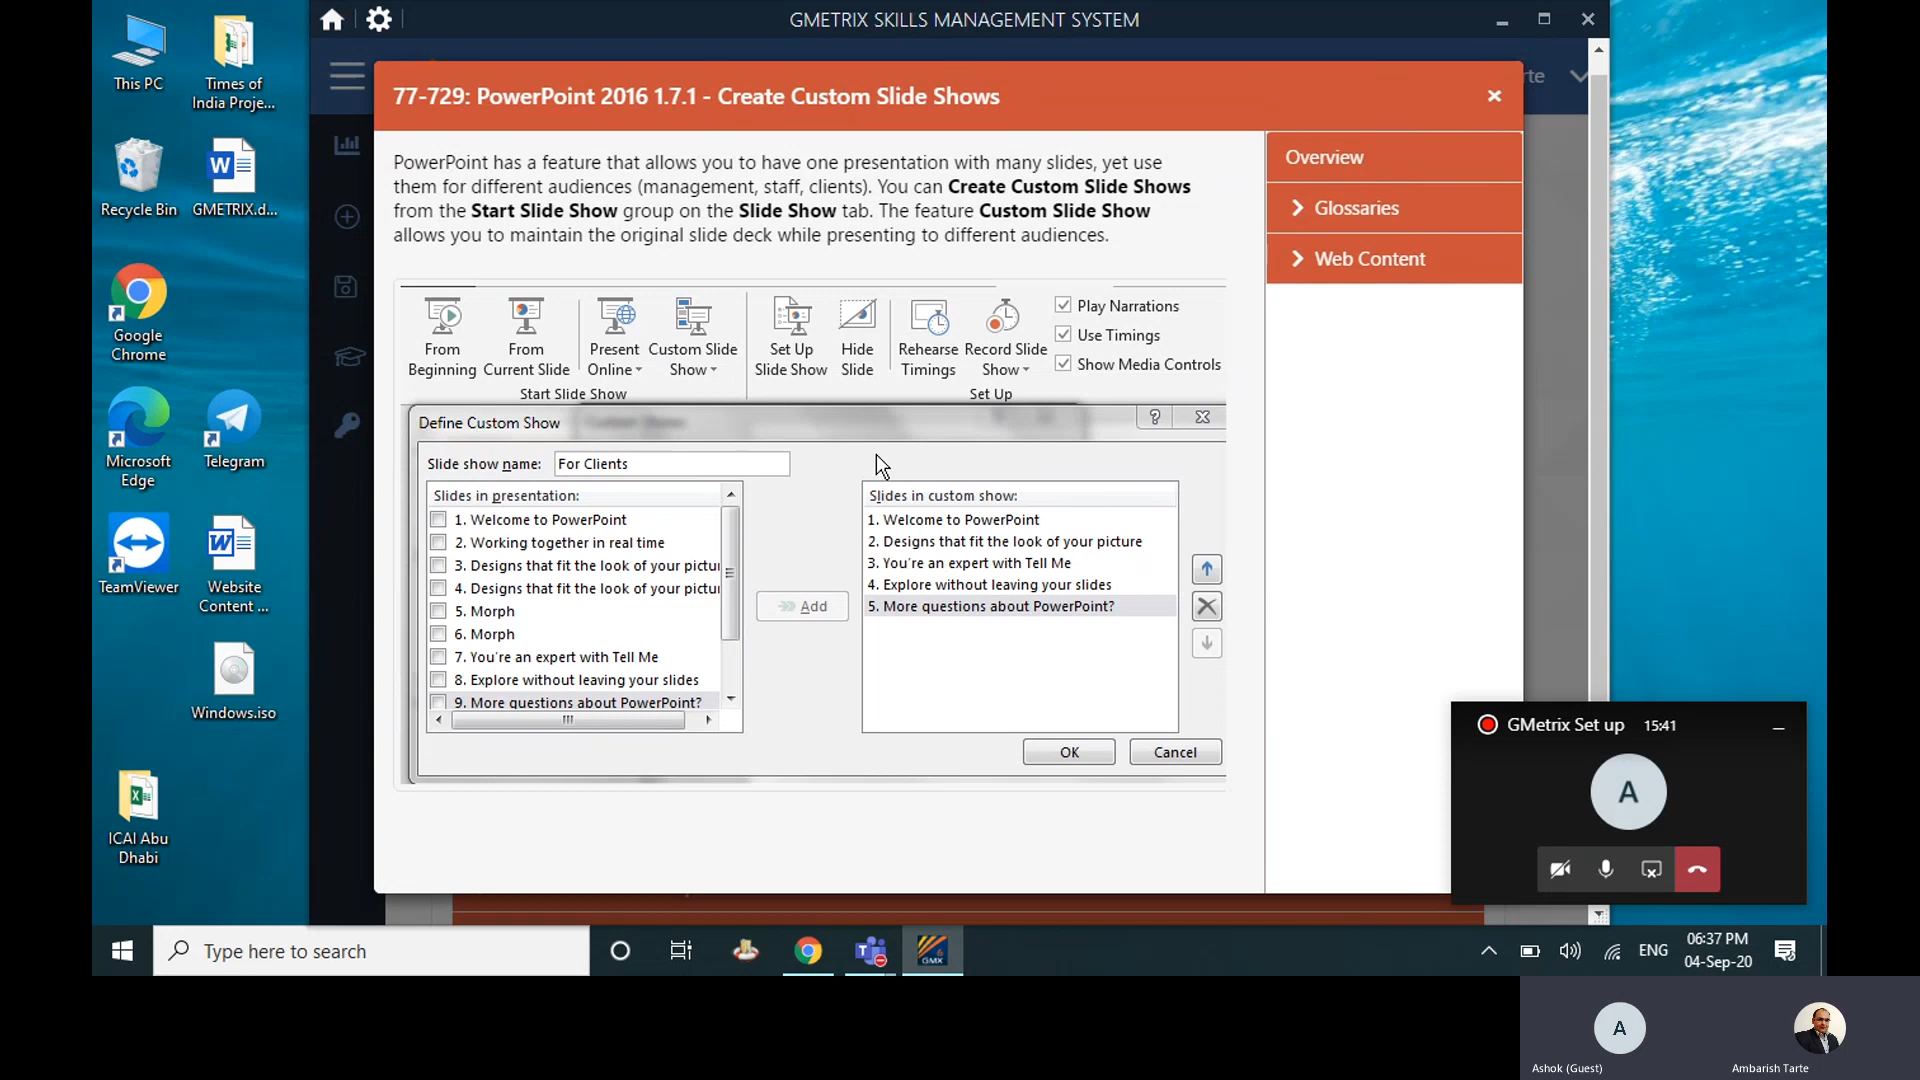 This PC
Times of
India Proje...
Recycle Bin
GMETRIX.d...
Google
Chrome
Microsoft
Edge
Telegram
TeamViewer
Website
Content ...
Windows.iso
ICAI Abu
Dhabi
GMETRIX SKILLS MANAGEMENT SYSTEM
rte
77-729: PowerPoint 2016 1.7.1 - Create Custom Slide Shows
PowerPoint has a feature that allows you to have one presentation with many slides, yet use
them for different audiences (management, staff, clients). You can Create Custom Slide Shows
from the Start Slide Show group on the Slide Show tab. The feature Custom Slide Show
allows you to maintain the original slide deck while presenting to different audiences.
Overview
Glossaries
Web Content
From
Beginning
From
Current Slide
Present
Online
Custom Slide
Show
Set Up
Slide Show
Hide
Slide
Rehearse
Timings
Record Slide
Show
Play Narrations
Use Timings
Show Media Controls
Start Slide Show
Set Up
Define Custom Show
Slide show name: For Clients
Slides in presentation:
1. Welcome to PowerPoint
2. Working together in real time
3. Designs that fit the look of your pictur
4. Designs that fit the look of your pictur
5. Morph
6. Morph
7. You're an expert with Tell Me
8. Explore without leaving your slides
9. More questions about PowerPoint?
Add
Slides in custom show:
1. Welcome to PowerPoint
2. Designs that fit the look of your picture
3. You're an expert with Tell Me
4. Explore without leaving your slides
5. More questions about PowerPoint?
OK
Cancel
GMetrix Set up 15:41
A
Type here to search
GMX
ENG
06:37 PM
04-Sep-20
A
Ashok (Guest)
Ambarish Tarte